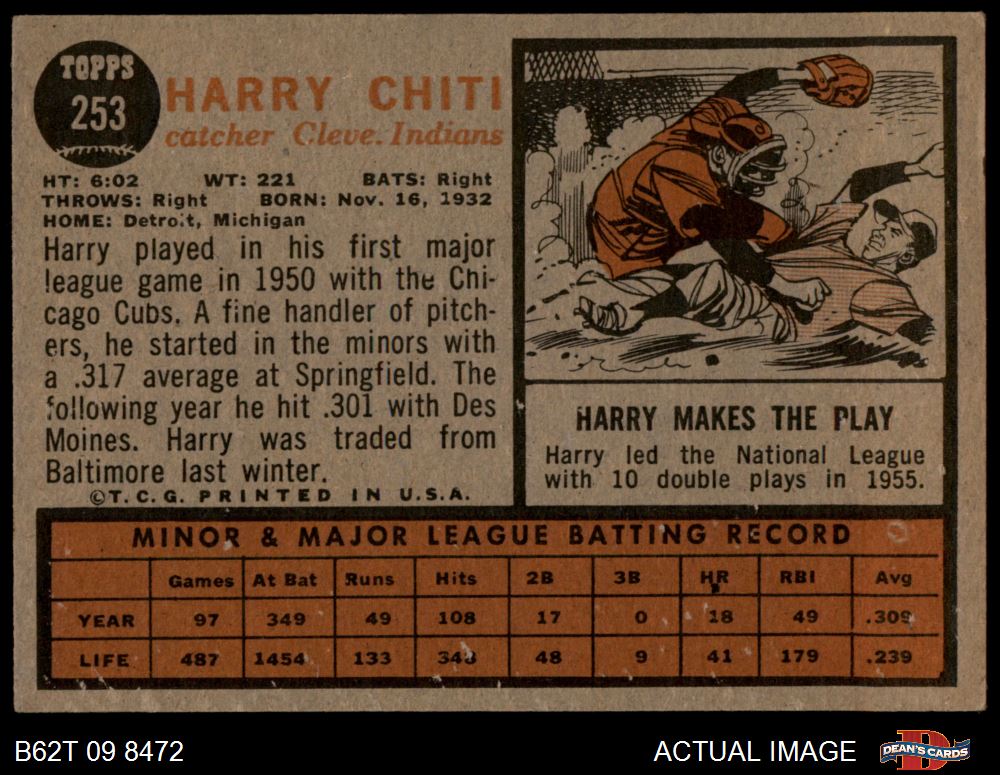 TOPPS
253
HARRY CHITI
catcher Cleve. Indians
HT: 6:02 WT: 221 BATS: Right
THROWS: Right BORN: Nov. 16, 1932
HOME: Detroit, Michigan
Harry played in his first major
league game in 1950 with the Chi-
cago Cubs. A fine handler of pitch-
ers, he started in the minors with
a .317 average at Springfield. The
following year he hit .301 with Des
Moines. Harry was traded from
Baltimore last winter.
©T.C.G. PRINTED IN U.S.A.
HARRY MAKES THE PLAY
Harry led the National League
with 10 double plays in 1955.
MINOR & MAJOR LEAGUE BATTING RECORD
Games At Bat Runs Hits 2B 3B HR RBI Avg
YEAR 97 349 49 108 17 0 18 49 .309
LIFE 487 1454 133 348 48 9 41 179 .239
B62T 09 8472
ACTUAL IMAGE
D
DEAN'S CARDS